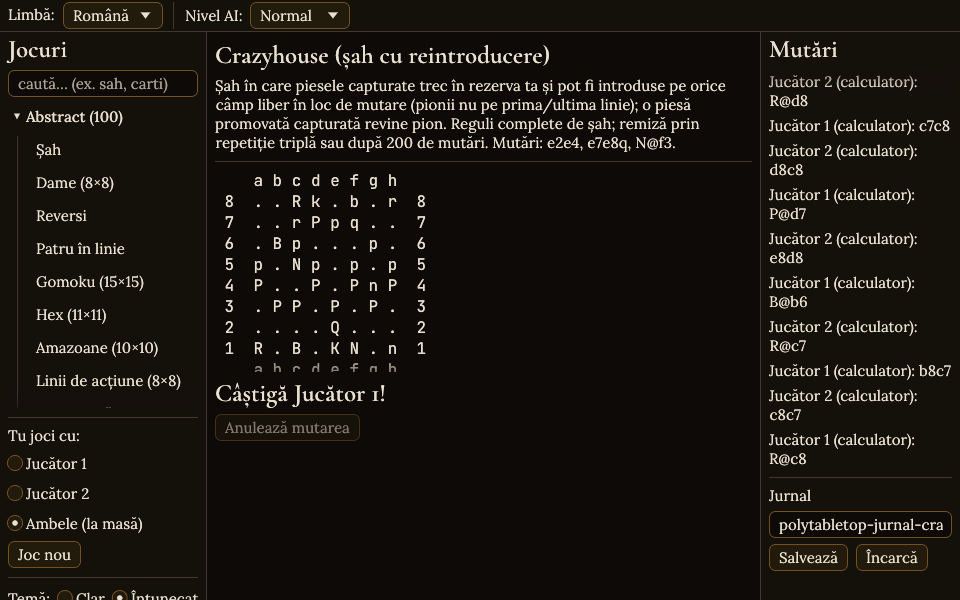 Limbă: Română Nivel AI: Normal
Jocuri
caută... (ex. sah, carti)
Abstract (100)
Șah
Dame (8×8)
Reversi
Patru în linie
Gomoku (15×15)
Hex (11×11)
Amazoane (10×10)
Linii de acțiune (8×8)
Tu joci cu:
Jucător 1
Jucător 2
Ambele (la masă)
Joc nou
Temă: Clar Întunecat
Crazyhouse (șah cu reintroducere)
Șah în care piesele capturate trec în rezerva ta și pot fi introduse pe orice
câmp liber în loc de mutare (pionii nu pe prima/ultima linie); o piesă
promovată capturată revine pion. Reguli complete de șah; remiză prin
repetiție triplă sau după 200 de mutări. Mutări: e2e4, e7e8q, N@f3.
a b c d e f g h
8 . . R k . b . r 8
7 . . r P p q . . 7
6 . B p . . . p . 6
5 p . N p . p . p 5
4 P . . P . P n P 4
3 . P P . P . P . 3
2 . . . . Q . . . 2
1 R . B . K N . n 1
a b c d e f g h
Câștigă Jucător 1!
Anulează mutarea
Mutări
Jucător 2 (calculator):
R@d8
Jucător 1 (calculator): c7c8
Jucător 2 (calculator):
d8c8
Jucător 1 (calculator):
P@d7
Jucător 2 (calculator):
e8d8
Jucător 1 (calculator):
B@b6
Jucător 2 (calculator):
R@c7
Jucător 1 (calculator): b8c7
Jucător 2 (calculator):
c8c7
Jucător 1 (calculator):
R@c8
Jurnal
polytabletop-jurnal-cra
Salvează Încarcă